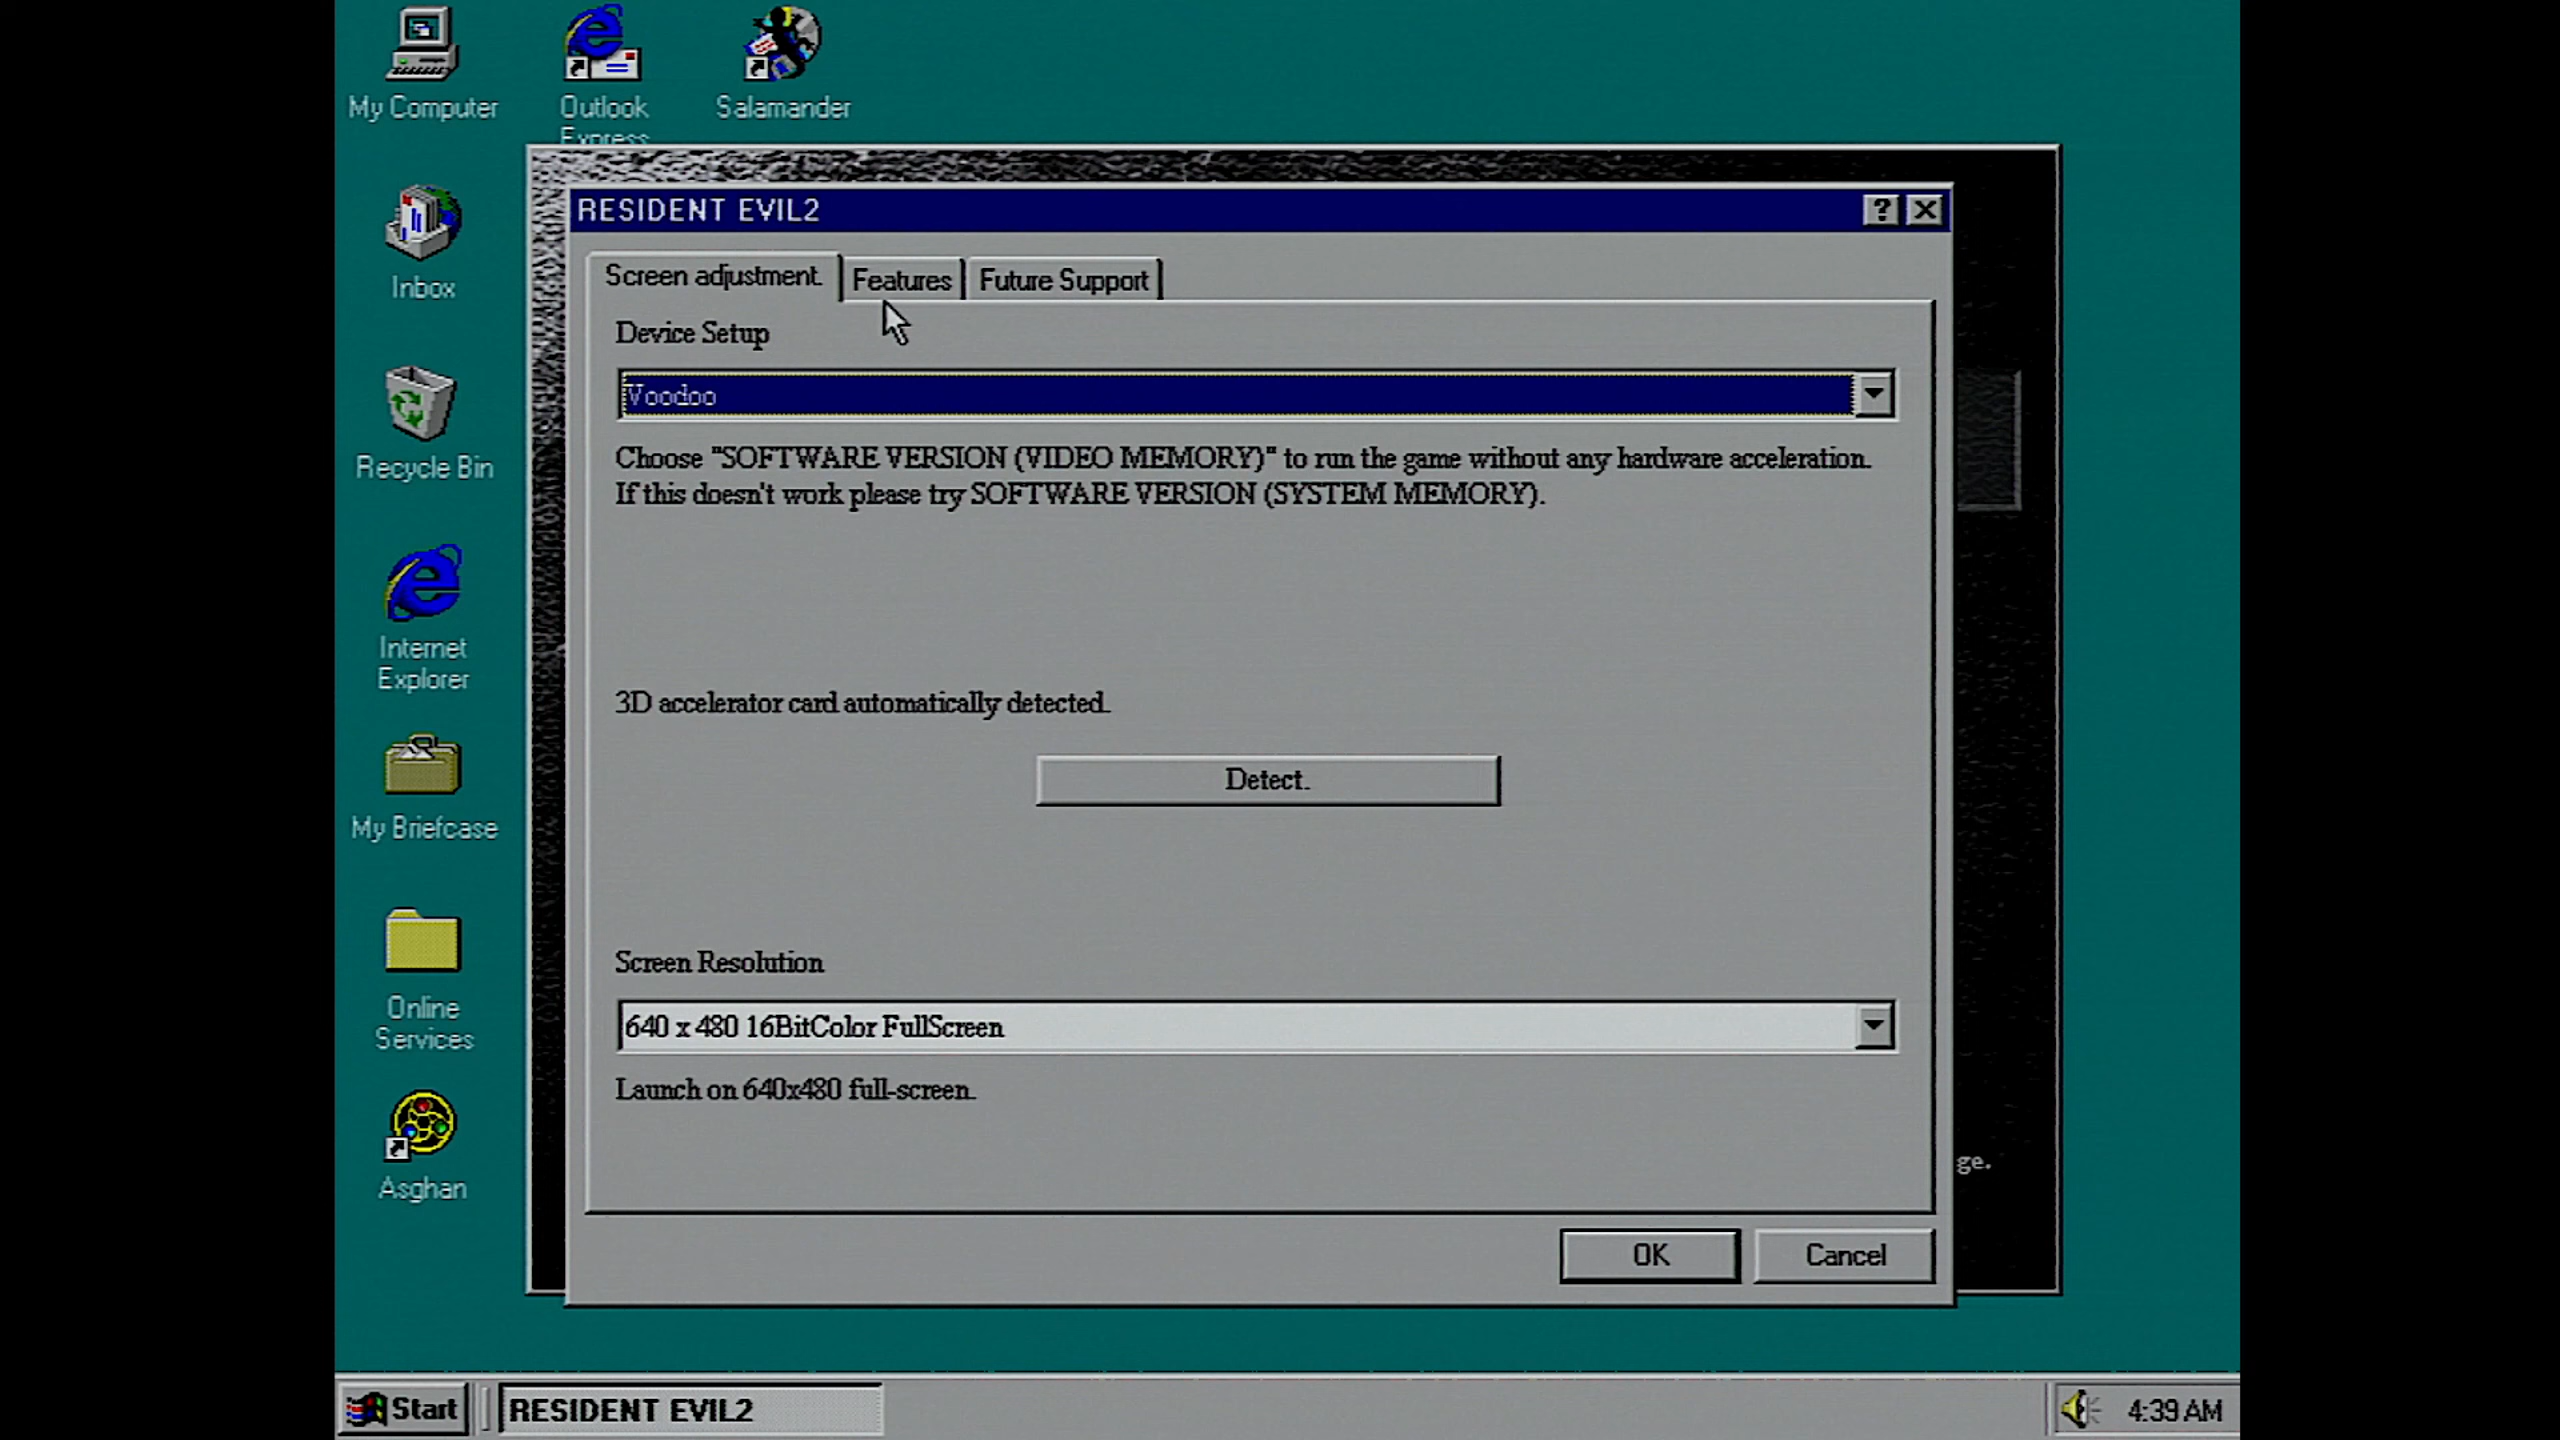 My Computer
Outlook
Express
Salamander
Inbox
Recycle Bin
Internet
Explorer
My Briefcase
Online
Services
Asghan
RESIDENT EVIL2
Screen adjustment.
Features
Future Support
Device Setup
Voodoo
Choose "SOFTWARE VERSION (VIDEO MEMORY)" to run the game without any hardware acceleration.
If this doesn't work please try SOFTWARE VERSION (SYSTEM MEMORY).
3D accelerator card automatically detected.
Detect.
Screen Resolution
640 x 480 16BitColor FullScreen
Launch on 640x480 full-screen.
ge.
OK
Cancel
Start
RESIDENT EVIL2
4:39 AM